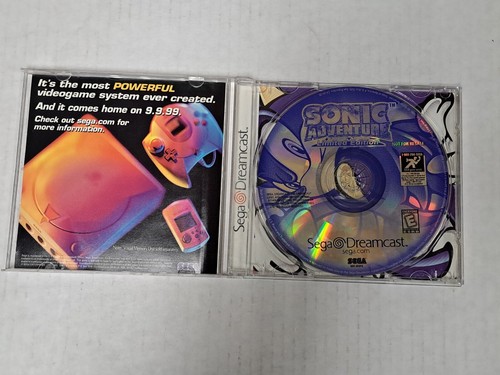 It's the most POWERFUL
videogame system ever created.
And it comes home on 9.9.99.
Check out sega.com for
more information.
Sega Dreamcast.
SONIC
ADVENTURE
Limited Edition
Sega Dreamcast.
sega.com
SEGA
E